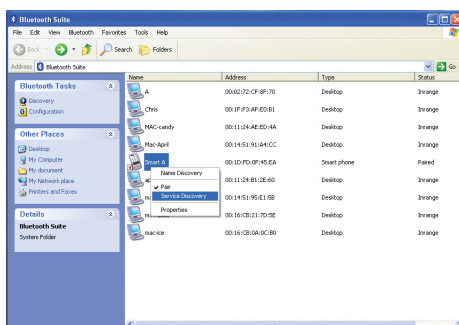 Bluetooth Suite
File Edit View Bluetooth Favorites Tools Help
Back Search Folders
Address Bluetooth Suite Go
Name Address Type Status
Bluetooth Tasks
Discovery
Configuration
Other Places
Desktop
My Computer
My document
My Network place
Printers and Faxes
Details
Bluetooth Suite
System Folder
A 00:02:72:CF:8F:70 Desktop Inrange
Chris 00:1F:F3:AF:E0:B1 Desktop Inrange
MAC-candy 00:11:24:AE:ED:4A Desktop Inrange
Mac-April 00:14:51:91:A4:CC Desktop Inrange
Smart A 00:1D:FD:0F:45:EA Smart phone Paired
00:11:24:B1:2E:60 Desktop Inrange
00:14:51:95:E1:5B Desktop Inrange
00:16:CB:21:7D:5E Desktop Inrange
mac-ice 00:16:CB:0A:0C:B0 Desktop Inrange
Name Discovery
Pair
Service Discovery
Properties